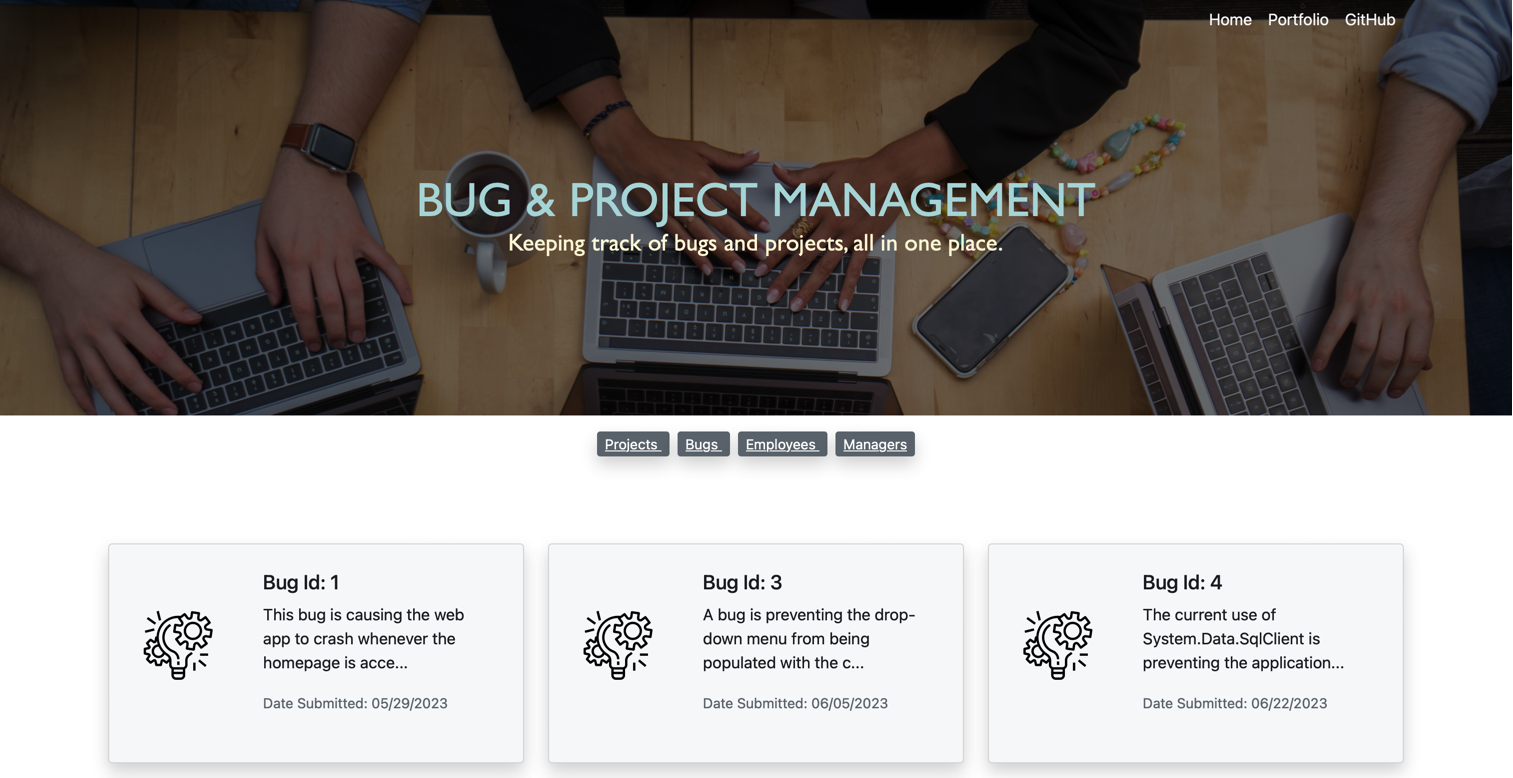 Home Portfolio GitHub
BUG & PROJECT MANAGEMENT
Keeping track of bugs and projects, all in one place.
Projects Bugs Employees Managers
Bug Id: 1
This bug is causing the web
app to crash whenever the
homepage is acce...
Date Submitted: 05/29/2023
Bug Id: 3
A bug is preventing the drop-
down menu from being
populated with the c...
Date Submitted: 06/05/2023
Bug Id: 4
The current use of
System.Data.SqlClient is
preventing the application...
Date Submitted: 06/22/2023